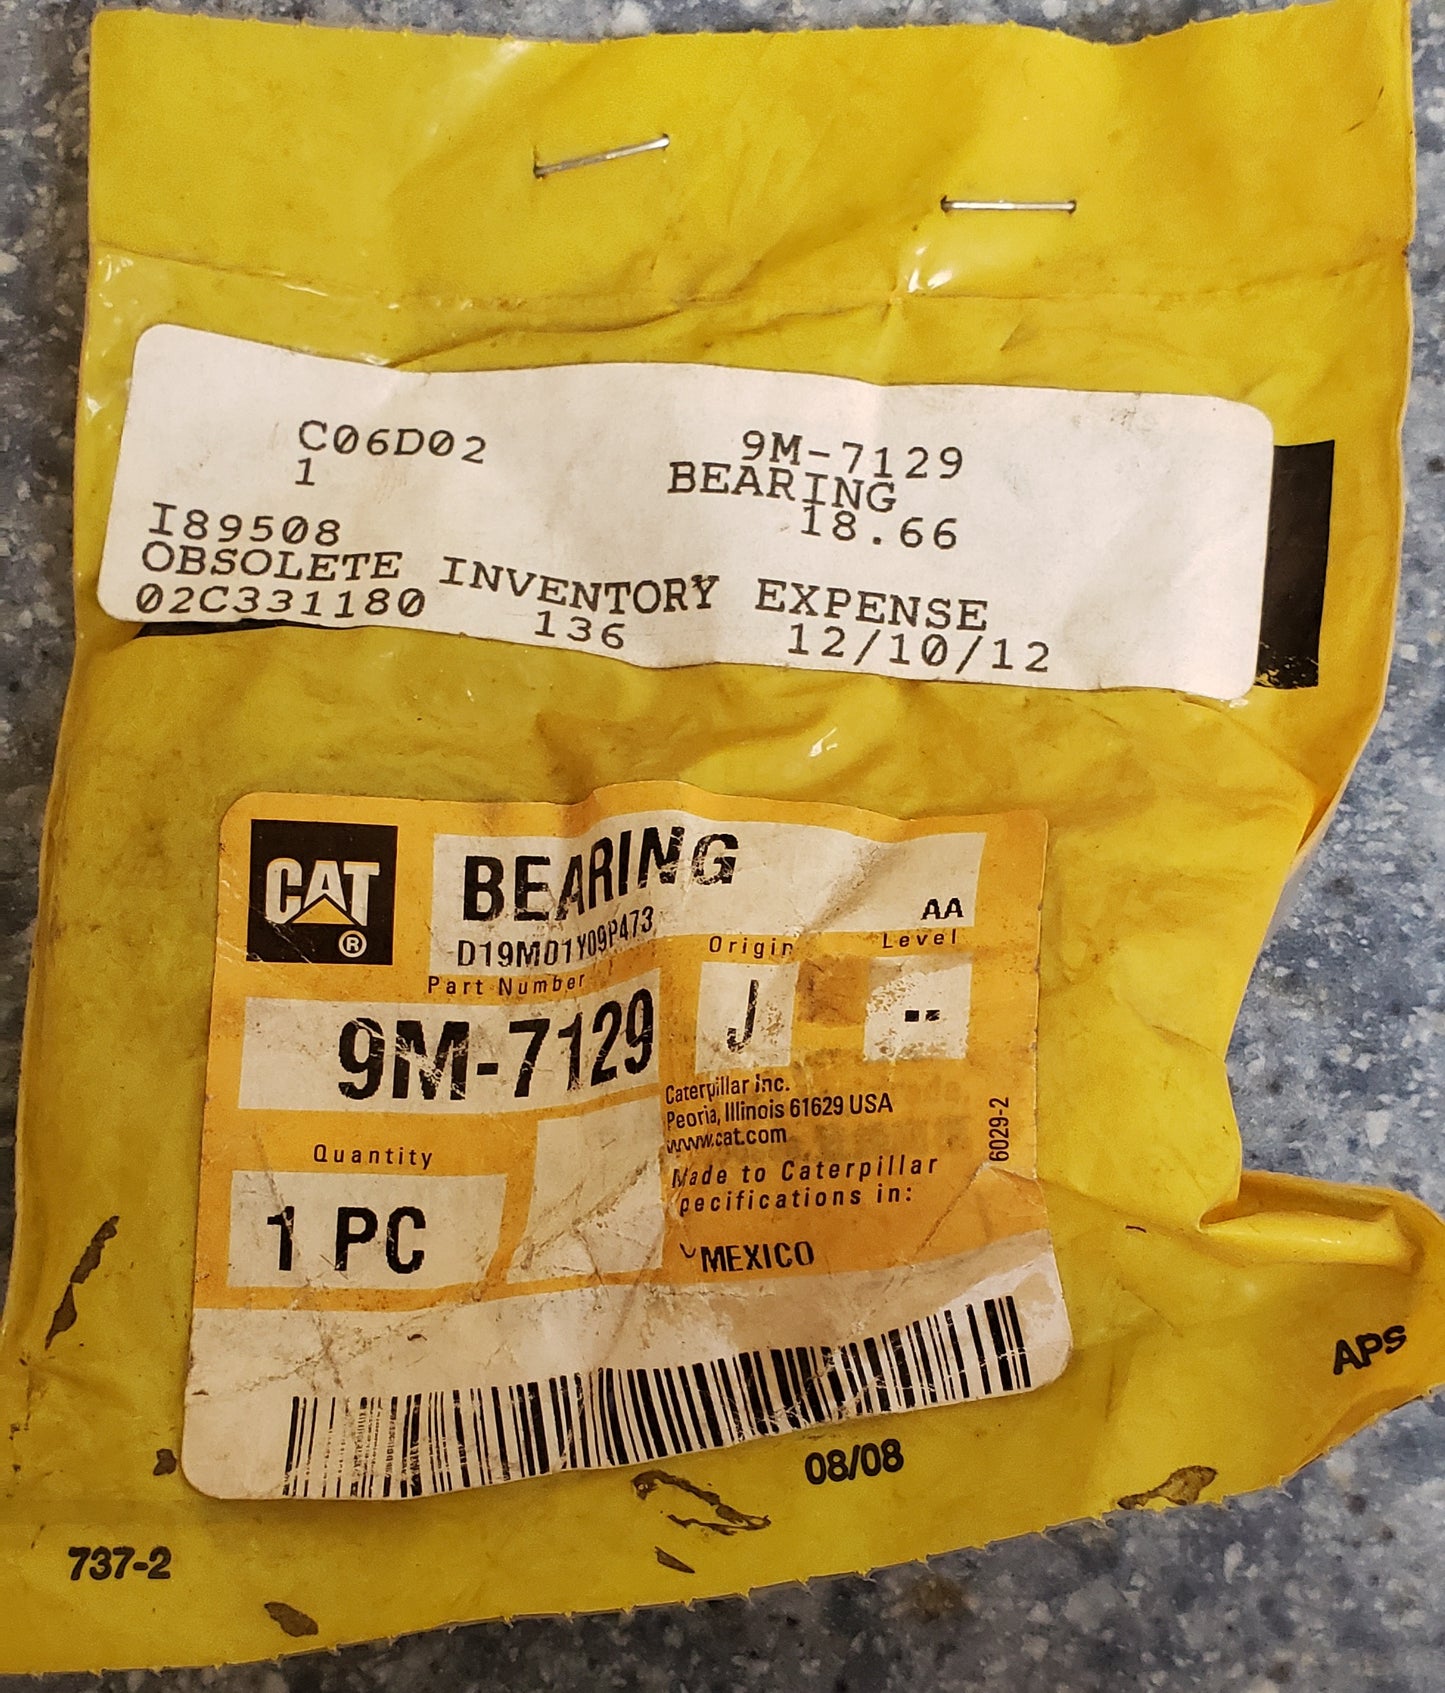 C06D02 9M-7129
1 BEARING
I89508 18.66
OBSOLETE INVENTORY EXPENSE
02C331180 136 12/10/12
CAT
®
BEARING
AA
D19M01Y09P473
Origin Level
Part Number
9M-7129
J --
Caterpillar Inc.
Peoria, Illinois 61629 USA
www.cat.com
Made to Caterpillar
pecifications in:
6029-2
Quantity
1 PC
MEXICO
APS
08/08
737-2